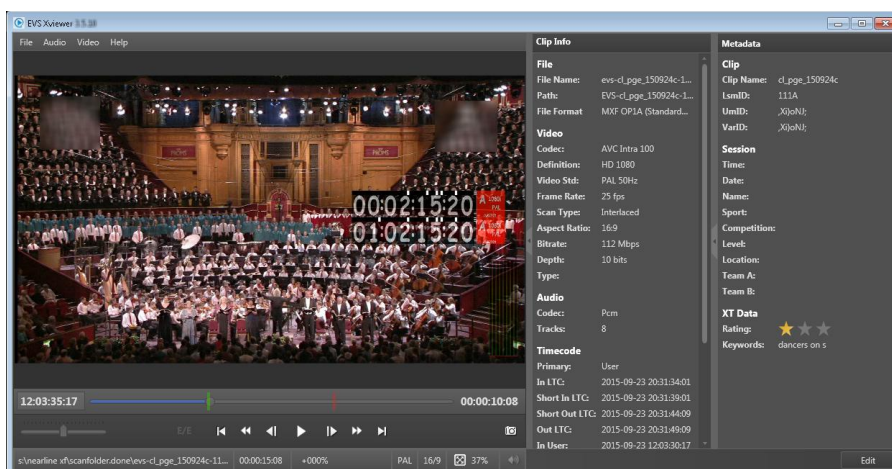 EVS Xviewer 3.5.10
File Audio Video Help
PROMS PROMS
00:02:15:20 A 1080i
PAL
01:02:15:20 A
12:03:35:17 00:00:10:08
E/E
s:\nearline xf\scanfolder.done\evs-cl_pge_150924c-11... 00:00:15:08 +000% PAL 16/9 37%
Clip Info
File
File Name: evs-cl_pge_150924c-1...
Path: EVS-cl_pge_150924c-1...
File Format MXF OP1A (Standard...
Video
Codec: AVC Intra 100
Definition: HD 1080
Video Std: PAL 50Hz
Frame Rate: 25 fps
Scan Type: Interlaced
Aspect Ratio: 16:9
Bitrate: 112 Mbps
Depth: 10 bits
Type:
Audio
Codec: Pcm
Tracks: 8
Timecode
Primary: User
In LTC: 2015-09-23 20:31:34:01
Short In LTC: 2015-09-23 20:31:39:01
Short Out LTC: 2015-09-23 20:31:44:09
Out LTC: 2015-09-23 20:31:49:09
In User: 2015-09-23 12:03:30:17
Metadata
Clip
Clip Name: cl_pge_150924c
LsmID: 111A
UmID: ,Xi)oNJ;
VarID: ,Xi)oNJ;
Session
Time:
Date:
Name:
Sport:
Competition:
Level:
Location:
Team A:
Team B:
XT Data
Rating:
Keywords: dancers on s
Edit